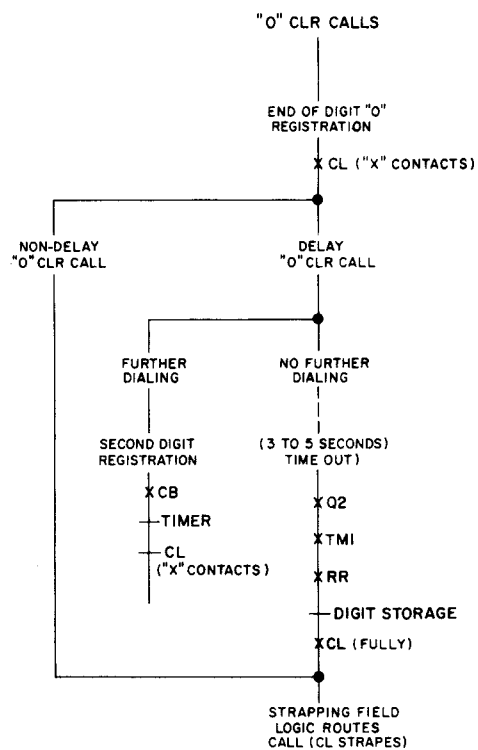 "O" CLR CALLS
END OF DIGIT "O"
REGISTRATION
CL ("X" CONTACTS)
NON-DELAY
"O" CLR CALL
DELAY
"O" CLR CALL
FURTHER
DIALING
NO FURTHER
DIALING
SECOND DIGIT
REGISTRATION
(3 TO 5 SECONDS)
TIME OUT)
CB
TIMER
CL
("X" CONTACTS)
Q2
TM1
RR
DIGIT STORAGE
CL (FULLY)
STRAPPING FIELD
LOGIC ROUTES
CALL (CL STRAPES)